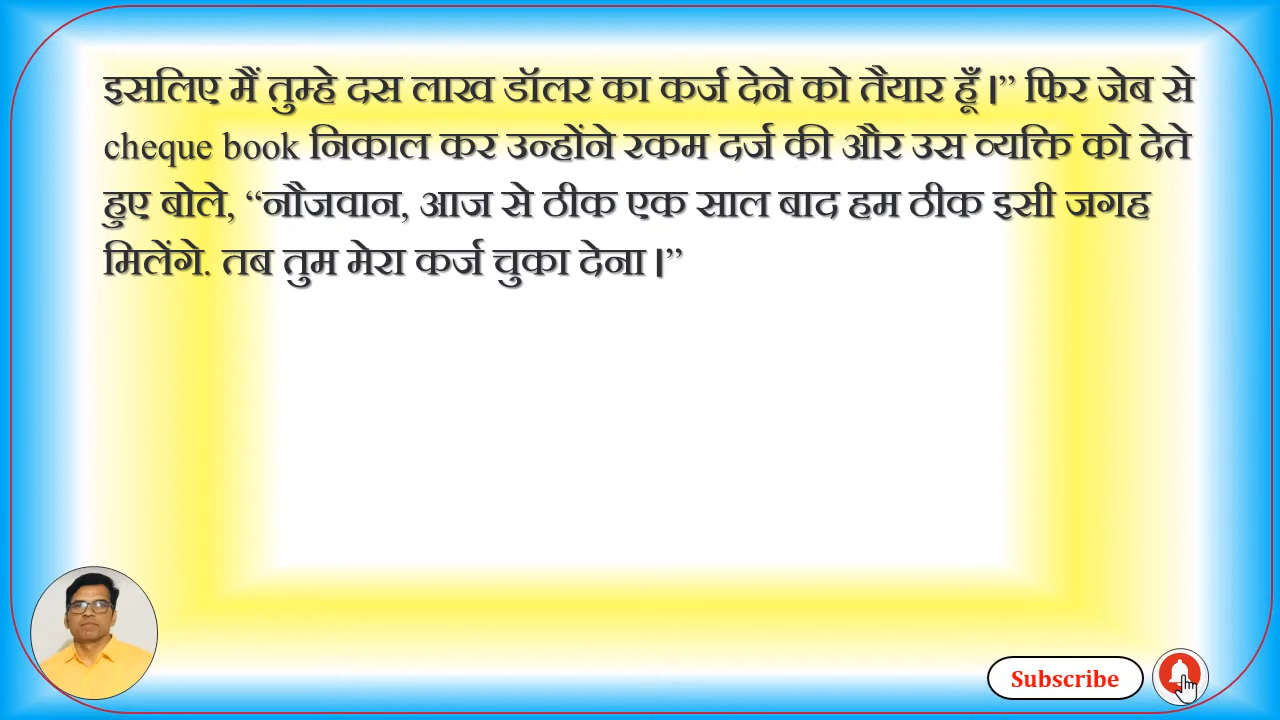 इसलिए मैं तुम्हे दस लाख डॉलर का कर्ज देने को तैयार हूँ।” फिर जेब से
cheque book निकाल कर उन्होंने रकम दर्ज की और उस व्यक्ति को देते
हुए बोले, “नौजवान, आज से ठीक एक साल बाद हम ठीक इसी जगह
मिलेंगे. तब तुम मेरा कर्ज चुका देना।”
Subscribe